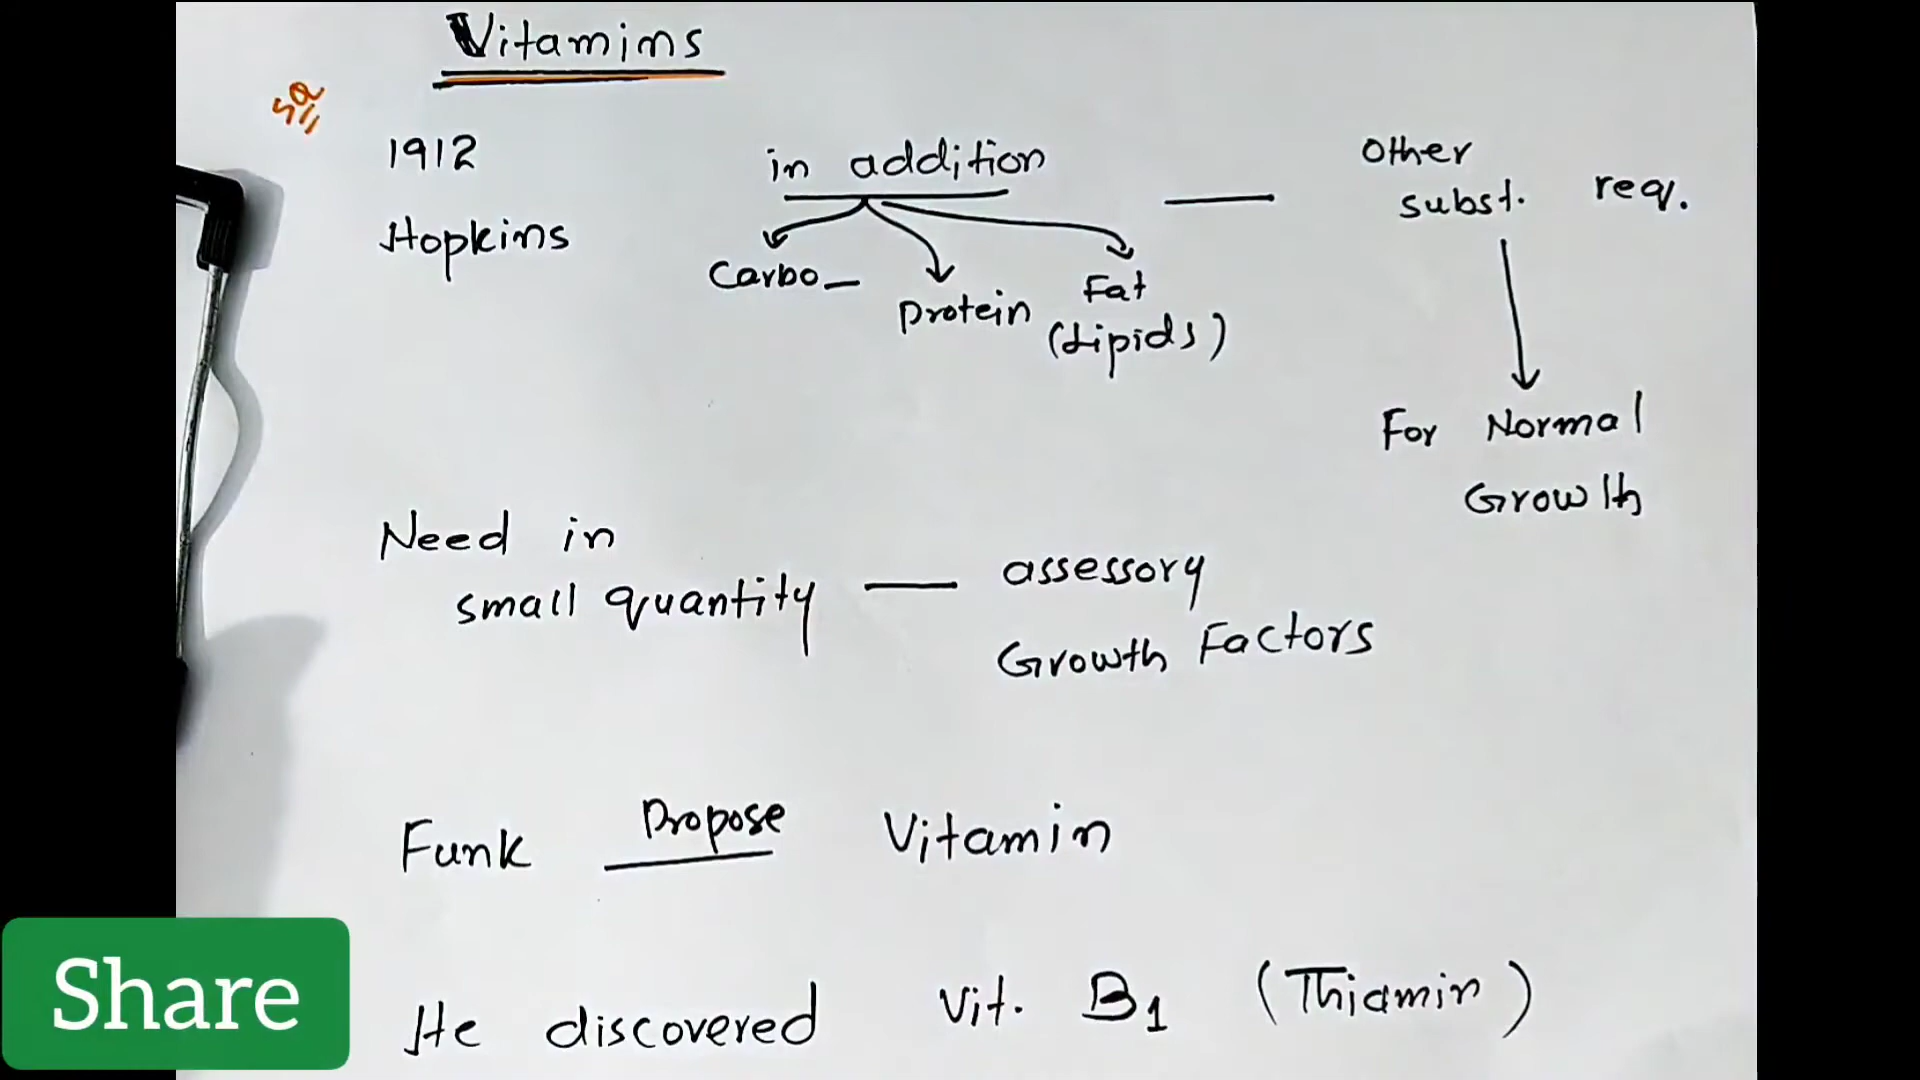 Vitamins
1912
Hopkins
in addition
Carbo_
Protein
Fat
(Lipids)
Other
subst. req.
For Normal
Growth
Need in
small quantity
assessory
Growth Factors
Funk Propose Vitamin
He discovered Vit. B1 (Thiamin)
Share